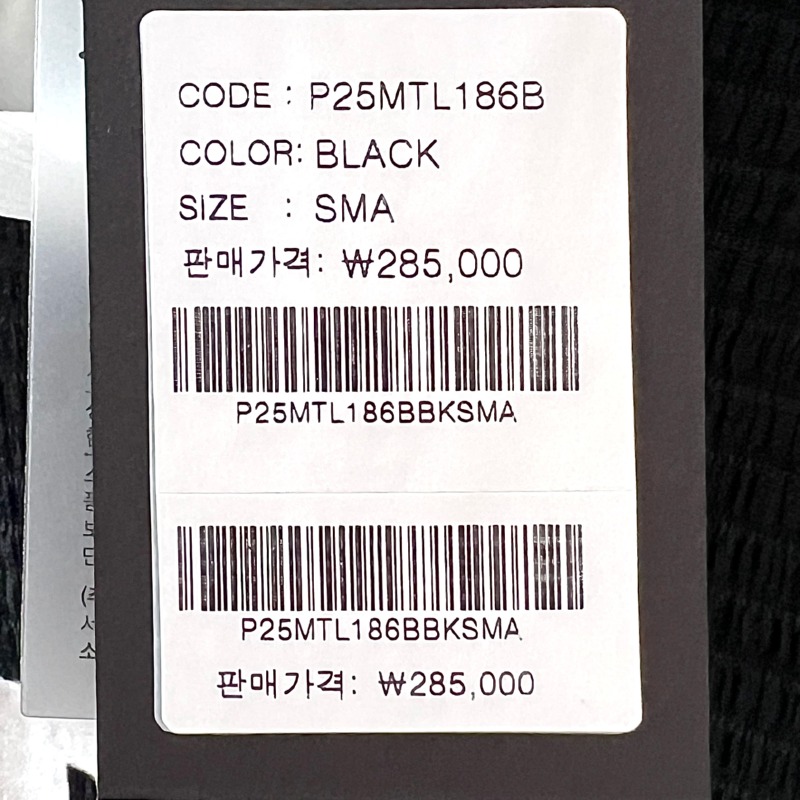 CODE : P25MTL186B
COLOR: BLACK
SIZE : SMA
판매가격: ₩285,000
P25MTL186BBKSMA
P25MTL186BBKSMA
판매가격: ₩285,000